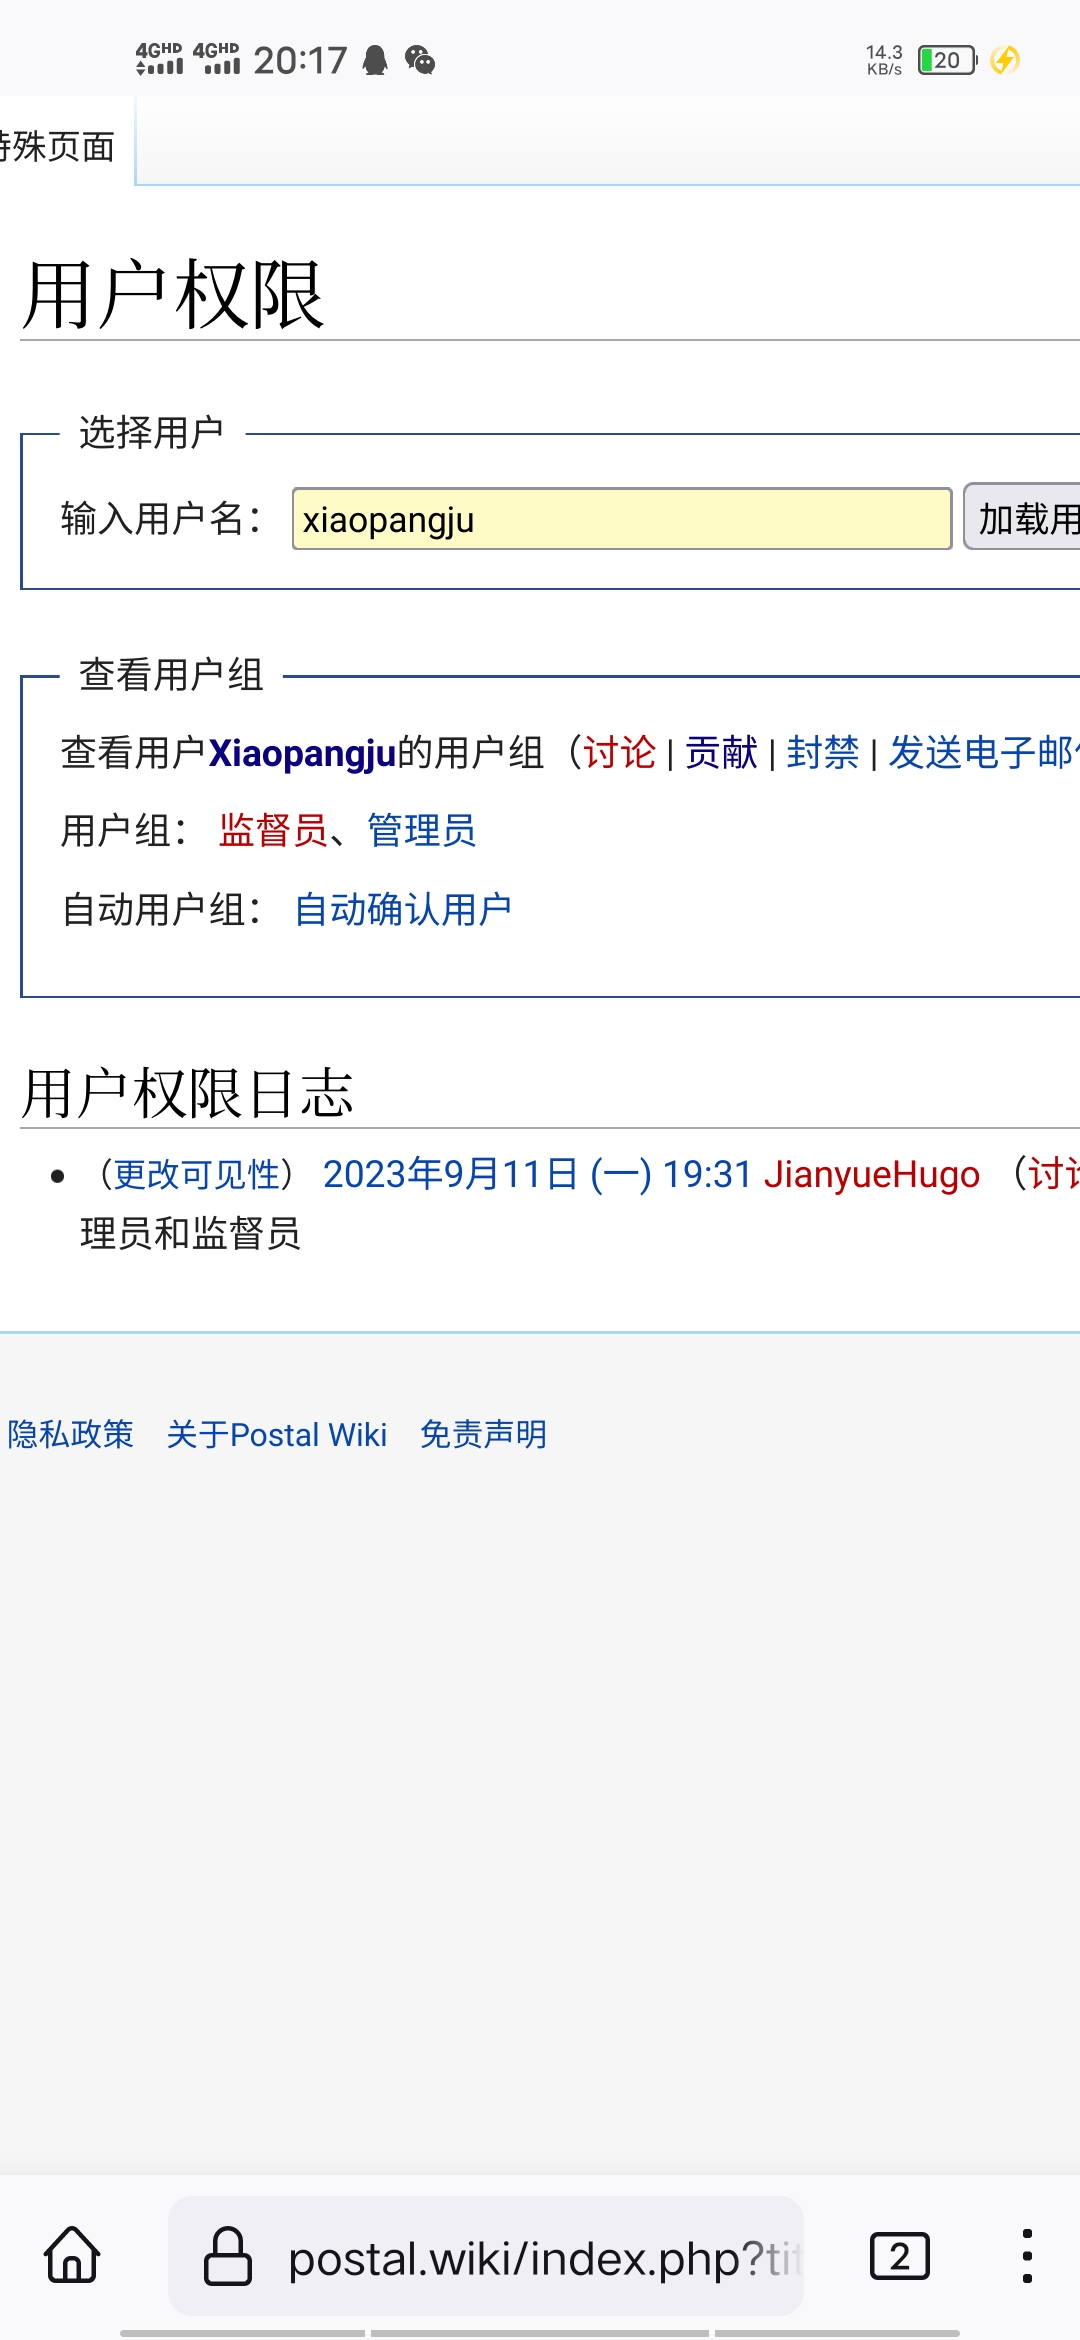 4GHD 4GHD 20:17 14.3 KB/s 20
特殊页面
用户权限
选择用户
输入用户名： xiaopangju 加载用
查看用户组
查看用户Xiaopangju的用户组（讨论 | 贡献 | 封禁 | 发送电子邮件
用户组： 监督员、管理员
自动用户组： 自动确认用户
用户权限日志
• （更改可见性） 2023年9月11日 (一) 19:31 JianyueHugo （讨论
理员和监督员
隐私政策 关于Postal Wiki 免责声明
postal.wiki/index.php?tit 2